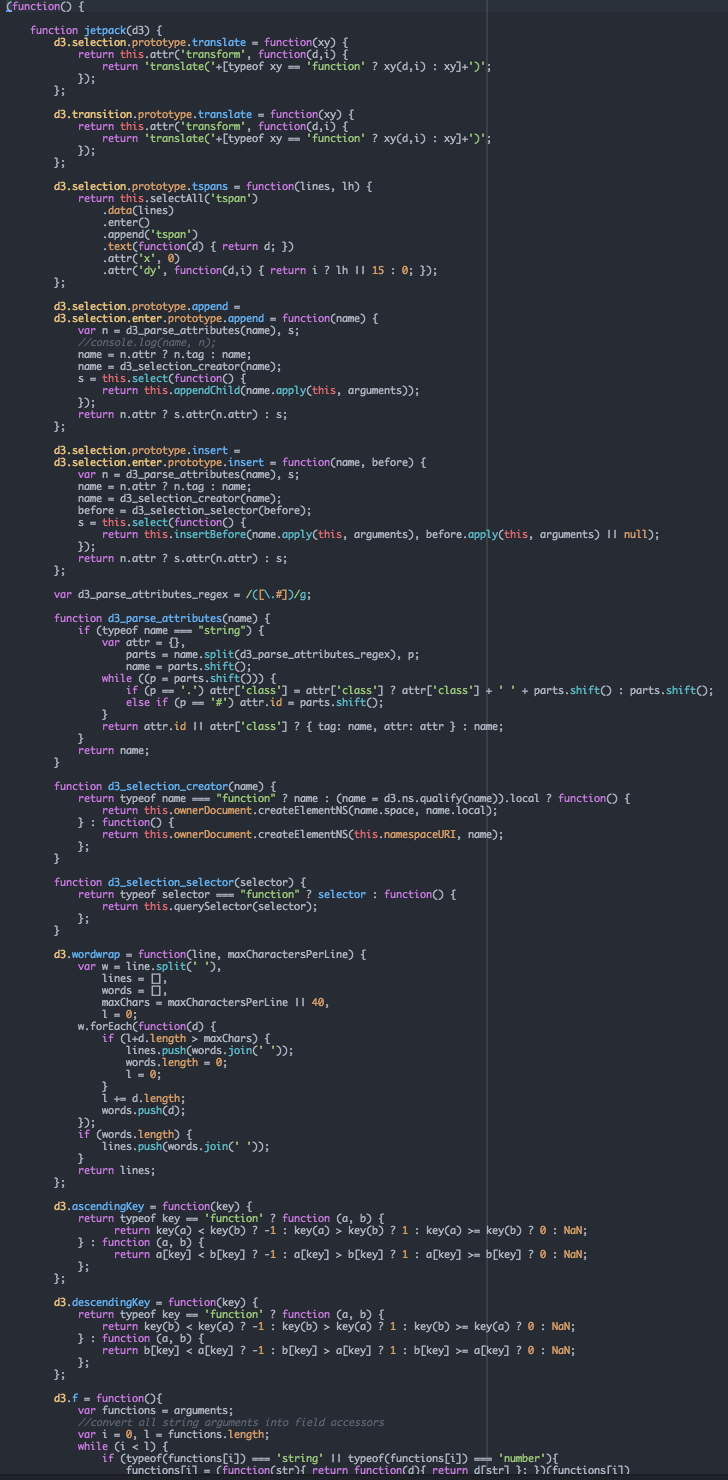 (function() {
    function jetpack(d3) {
        d3.selection.prototype.translate = function(xy) {
            return this.attr('transform', function(d,i) {
                return 'translate('+[typeof xy == 'function' ? xy(d,i) : xy]+')';
            });
        };
        d3.transition.prototype.translate = function(xy) {
            return this.attr('transform', function(d,i) {
                return 'translate('+[typeof xy == 'function' ? xy(d,i) : xy]+')';
            });
        };
        d3.selection.prototype.tspans = function(lines, lh) {
            return this.selectAll('tspan')
                .data(lines)
                .enter()
                .append('tspan')
                .text(function(d) { return d; })
                .attr('x', 0)
                .attr('dy', function(d,i) { return i ? lh || 15 : 0; });
        };
        d3.selection.prototype.append =
        d3.selection.enter.prototype.append = function(name) {
            var n = d3_parse_attributes(name), s;
            //console.log(name, n);
            name = n.attr ? n.tag : name;
            name = d3_selection_creator(name);
            s = this.select(function() {
                return this.appendChild(name.apply(this, arguments));
            });
            return n.attr ? s.attr(n.attr) : s;
        };
        d3.selection.prototype.insert =
        d3.selection.enter.prototype.insert = function(name, before) {
            var n = d3_parse_attributes(name), s;
            name = n.attr ? n.tag : name;
            name = d3_selection_creator(name);
            before = d3_selection_selector(before);
            s = this.select(function() {
                return this.insertBefore(name.apply(this, arguments), before.apply(this, arguments) || null);
            });
            return n.attr ? s.attr(n.attr) : s;
        };
        var d3_parse_attributes_regex = /([\.#])/g;
        function d3_parse_attributes(name) {
            if (typeof name === "string") {
                var attr = {},
                    parts = name.split(d3_parse_attributes_regex), p;
                    name = parts.shift();
                while ((p = parts.shift())) {
                    if (p == '.') attr['class'] = attr['class'] ? attr['class'] + ' ' + parts.shift() : parts.shift();
                    else if (p == '#') attr.id = parts.shift();
                }
                return attr.id || attr['class'] ? { tag: name, attr: attr } : name;
            }
            return name;
        }
        function d3_selection_creator(name) {
            return typeof name === "function" ? name : (name = d3.ns.qualify(name)).local ? function() {
                return this.ownerDocument.createElementNS(name.space, name.local);
            } : function() {
                return this.ownerDocument.createElementNS(this.namespaceURI, name);
            };
        }
        function d3_selection_selector(selector) {
            return typeof selector === "function" ? selector : function() {
                return this.querySelector(selector);
            };
        }
        d3.wordwrap = function(line, maxCharactersPerLine) {
            var w = line.split(' '),
                lines = [],
                words = [],
                maxChars = maxCharactersPerLine || 40,
                l = 0;
            w.forEach(function(d) {
                if (l+d.length > maxChars) {
                    lines.push(words.join(' '));
                    words.length = 0;
                    l = 0;
                }
                l += d.length;
                words.push(d);
            });
            if (words.length) {
                lines.push(words.join(' '));
            }
            return lines;
        };
        d3.ascendingKey = function(key) {
            return typeof key == 'function' ? function (a, b) {
                  return key(a) < key(b) ? -1 : key(a) > key(b) ? 1 : key(a) >= key(b) ? 0 : NaN;
            } : function (a, b) {
                  return a[key] < b[key] ? -1 : a[key] > b[key] ? 1 : a[key] >= b[key] ? 0 : NaN;
            };
        };
        d3.descendingKey = function(key) {
            return typeof key == 'function' ? function (a, b) {
                return key(b) < key(a) ? -1 : key(b) > key(a) ? 1 : key(b) >= key(a) ? 0 : NaN;
            } : function (a, b) {
                return b[key] < a[key] ? -1 : b[key] > a[key] ? 1 : b[key] >= a[key] ? 0 : NaN;
            };
        };
        d3.f = function(){
            var functions = arguments;
            //convert all string arguments into field accessors
            var i = 0, l = functions.length;
            while (i < l) {
                if (typeof(functions[i]) === 'string' || typeof(functions[i]) === 'number'){
                    functions[i] = (function(str){ return function(d){ return d[str] }; })(functions[i])